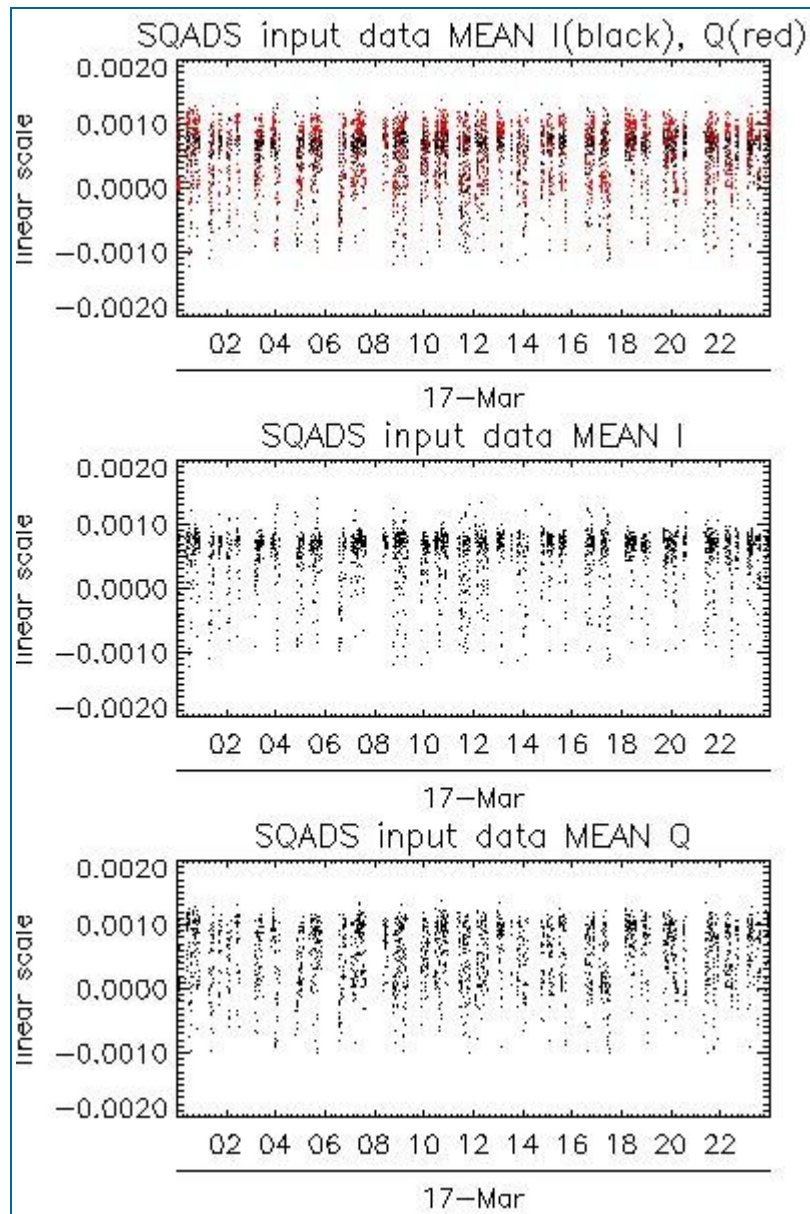 SQADS input data MEAN I(black), Q(red)
0.0020
0.0010
0.0000
−0.0010
−0.0020
linear scale
02 04 06 08 10 12 14 16 18 20 22
17−Mar
SQADS input data MEAN I
0.0020
0.0010
0.0000
−0.0010
−0.0020
linear scale
02 04 06 08 10 12 14 16 18 20 22
17−Mar
SQADS input data MEAN Q
0.0020
0.0010
0.0000
−0.0010
−0.0020
linear scale
02 04 06 08 10 12 14 16 18 20 22
17−Mar